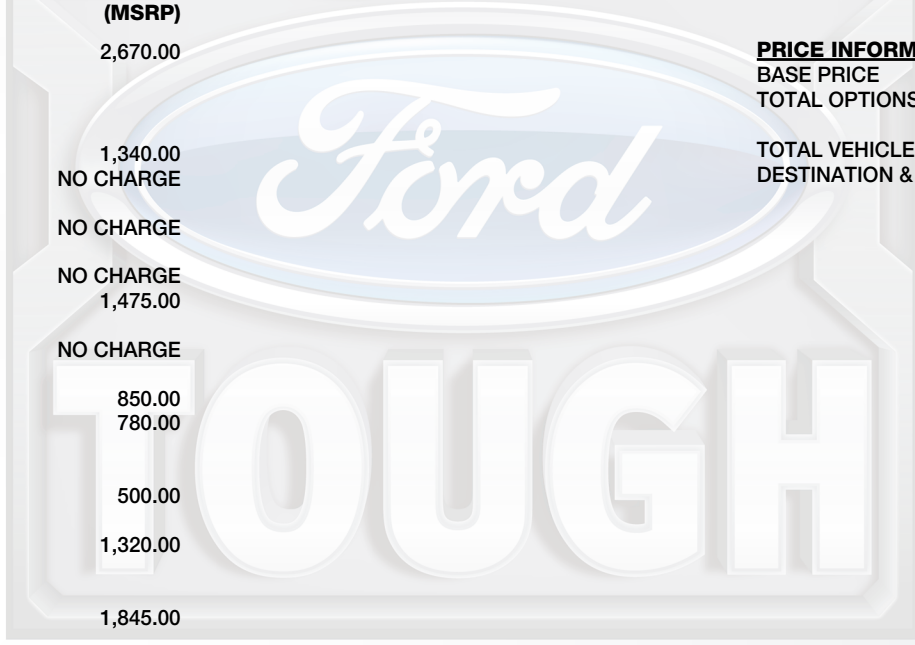 (MSRP)
2,670.00
1,340.00
NO CHARGE
NO CHARGE
NO CHARGE
1,475.00
NO CHARGE
850.00
780.00
500.00
1,320.00
1,845.00
PRICE INFORM
BASE PRICE
TOTAL OPTIONS
TOTAL VEHICLE
DESTINATION &
Ford
TOUGH